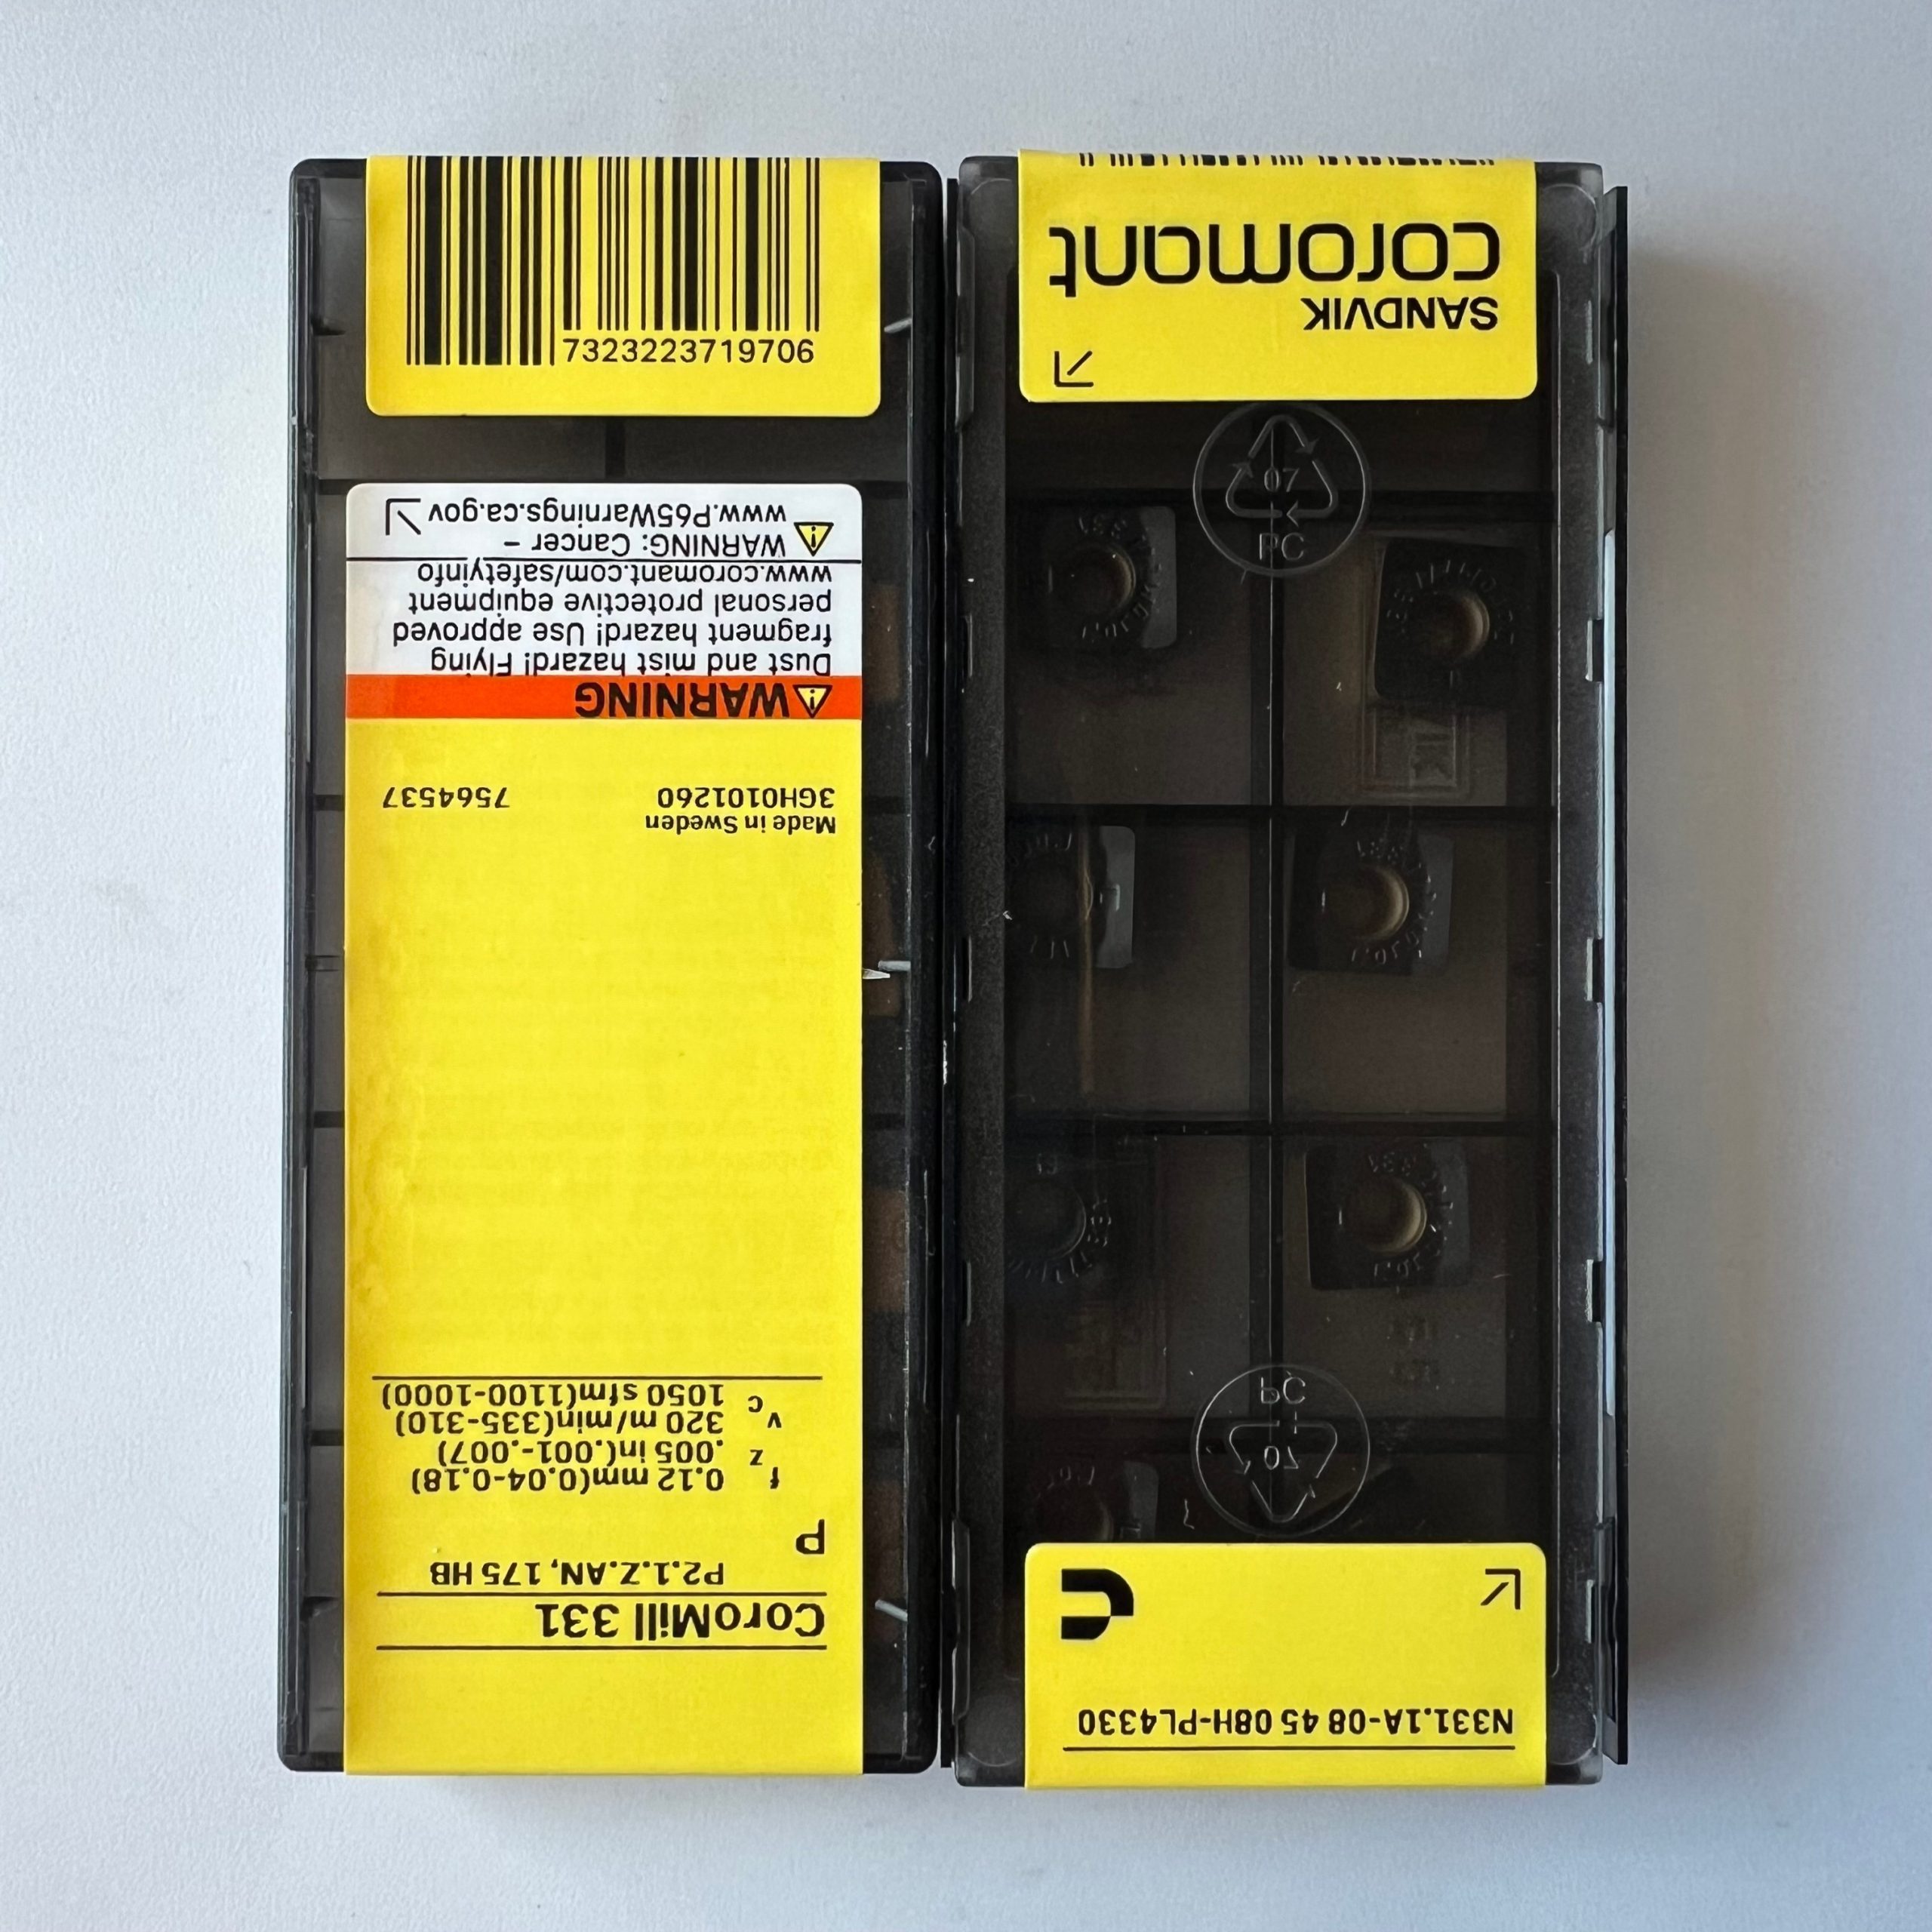 7323223719706
WARNING: Cancer –
www.P65Warnings.ca.gov
WARNING
Dust and mist hazard! Flying
fragment hazard! Use approved
personal protective equipment
www.coromant.com/safetyinfo
Made in Sweden
3GH0101260 7564537
CoroMill 331
P2.1.Z.AN, 175 HB
P
f z 0.12 mm(0.04-0.18)
.005 in(.001-.007)
v c 320 m/min(335-310)
1050 sfm(1100-1000)
SANDVIK
coromant
07
PC
07
PC
N331.1A-08 45 08H-PL4330